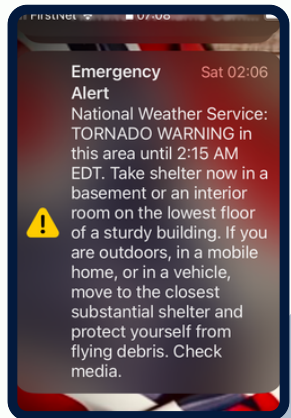 FirstNet 07:08
Emergency Sat 02:06
Alert
National Weather Service:
TORNADO WARNING in
this area until 2:15 AM
EDT. Take shelter now in a
basement or an interior
room on the lowest floor
of a sturdy building. If you
are outdoors, in a mobile
home, or in a vehicle,
move to the closest
substantial shelter and
protect yourself from
flying debris. Check
media.